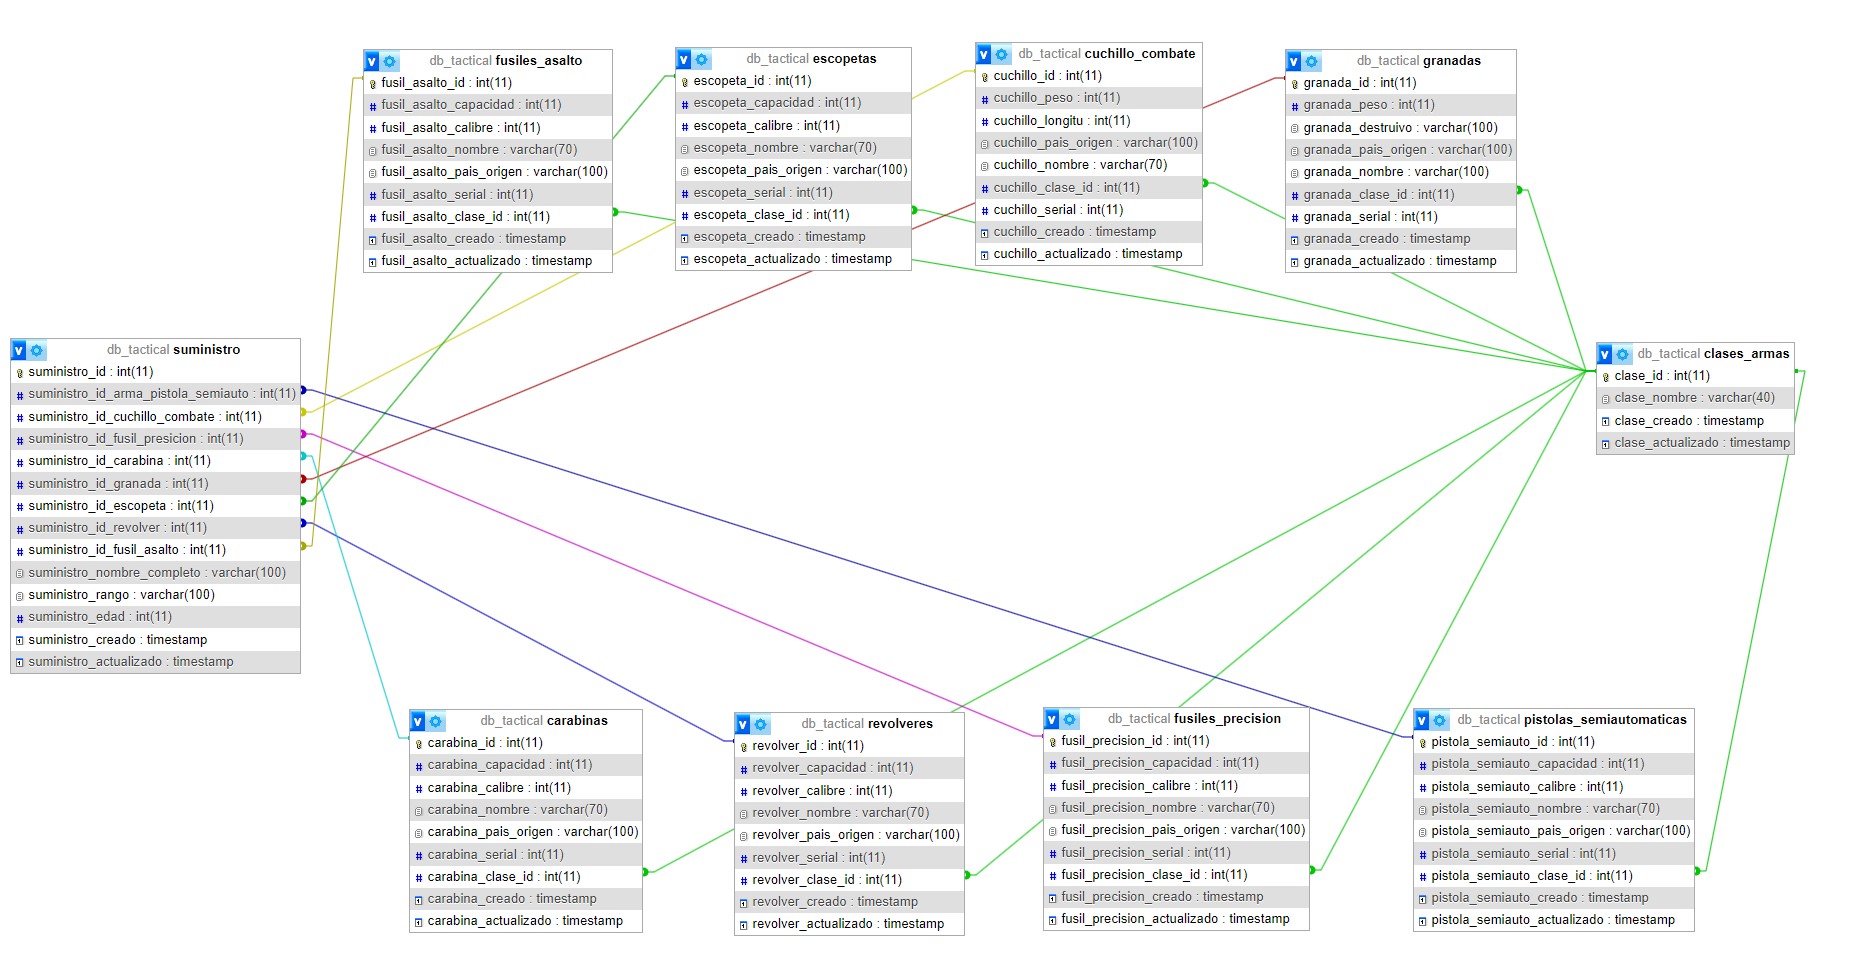 db_tactical fusiles_asalto
fusil_asalto_id : int(11)
fusil_asalto_capacidad : int(11)
fusil_asalto_calibre : int(11)
fusil_asalto_nombre : varchar(70)
fusil_asalto_pais_origen : varchar(100)
fusil_asalto_serial : int(11)
fusil_asalto_clase_id : int(11)
fusil_asalto_creado : timestamp
fusil_asalto_actualizado : timestamp
db_tactical escopetas
escopeta_id : int(11)
escopeta_capacidad : int(11)
escopeta_calibre : int(11)
escopeta_nombre : varchar(70)
escopeta_pais_origen : varchar(100)
escopeta_serial : int(11)
escopeta_clase_id : int(11)
escopeta_creado : timestamp
escopeta_actualizado : timestamp
db_tactical cuchillo_combate
cuchillo_id : int(11)
cuchillo_peso : int(11)
cuchillo_longitu : int(11)
cuchillo_pais_origen : varchar(100)
cuchillo_nombre : varchar(70)
cuchillo_clase_id : int(11)
cuchillo_serial : int(11)
cuchillo_creado : timestamp
cuchillo_actualizado : timestamp
db_tactical granadas
granada_id : int(11)
granada_peso : int(11)
granada_destruivo : varchar(100)
granada_pais_origen : varchar(100)
granada_nombre : varchar(100)
granada_clase_id : int(11)
granada_serial : int(11)
granada_creado : timestamp
granada_actualizado : timestamp
db_tactical suministro
suministro_id : int(11)
suministro_id_arma_pistola_semiauto : int(11)
suministro_id_cuchillo_combate : int(11)
suministro_id_fusil_presicion : int(11)
suministro_id_carabina : int(11)
suministro_id_granada : int(11)
suministro_id_escopeta : int(11)
suministro_id_revolver : int(11)
suministro_id_fusil_asalto : int(11)
suministro_nombre_completo : varchar(100)
suministro_rango : varchar(100)
suministro_edad : int(11)
suministro_creado : timestamp
suministro_actualizado : timestamp
db_tactical clases_armas
clase_id : int(11)
clase_nombre : varchar(40)
clase_creado : timestamp
clase_actualizado : timestamp
db_tactical carabinas
carabina_id : int(11)
carabina_capacidad : int(11)
carabina_calibre : int(11)
carabina_nombre : varchar(70)
carabina_pais_origen : varchar(100)
carabina_serial : int(11)
carabina_clase_id : int(11)
carabina_creado : timestamp
carabina_actualizado : timestamp
db_tactical revolveres
revolver_id : int(11)
revolver_capacidad : int(11)
revolver_calibre : int(11)
revolver_nombre : varchar(70)
revolver_pais_origen : varchar(100)
revolver_serial : int(11)
revolver_clase_id : int(11)
revolver_creado : timestamp
revolver_actualizado : timestamp
db_tactical fusiles_precision
fusil_precision_id : int(11)
fusil_precision_capacidad : int(11)
fusil_precision_calibre : int(11)
fusil_precision_nombre : varchar(70)
fusil_precision_pais_origen : varchar(100)
fusil_precision_serial : int(11)
fusil_precision_clase_id : int(11)
fusil_precision_creado : timestamp
fusil_precision_actualizado : timestamp
db_tactical pistolas_semiautomaticas
pistola_semiauto_id : int(11)
pistola_semiauto_capacidad : int(11)
pistola_semiauto_calibre : int(11)
pistola_semiauto_nombre : varchar(70)
pistola_semiauto_pais_origen : varchar(100)
pistola_semiauto_serial : int(11)
pistola_semiauto_clase_id : int(11)
pistola_semiauto_creado : timestamp
pistola_semiauto_actualizado : timestamp